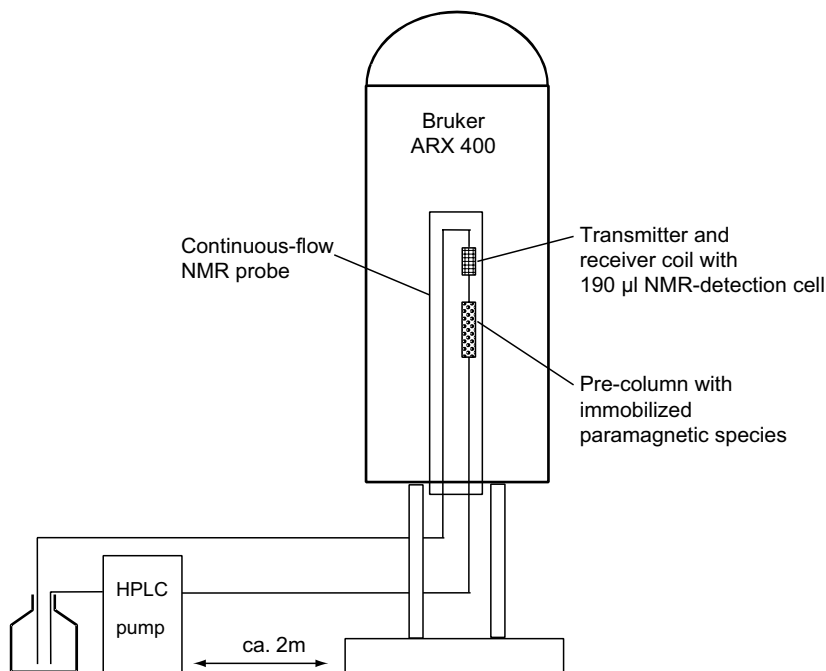 Bruker
ARX 400
Continuous-flow
NMR probe
Transmitter and
receiver coil with
190 µl NMR-detection cell
Pre-column with
immobilized
paramagnetic species
HPLC
pump
ca. 2m